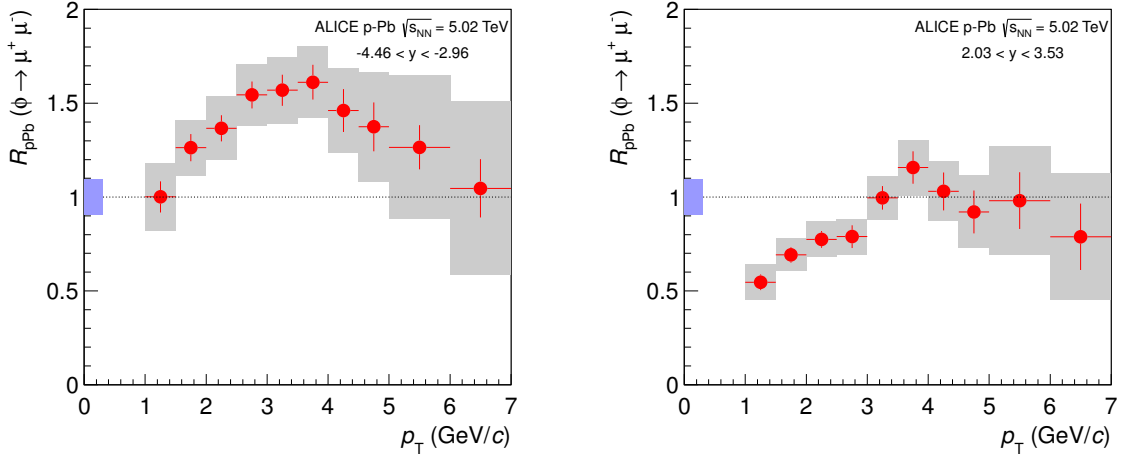 ALICE p-Pb √sNN = 5.02 TeV
-4.46 < y < -2.96
RpPb (ϕ → μ+ μ-)
2
1.5
1
0.5
0
0 1 2 3 4 5 6 7
pT (GeV/c)
ALICE p-Pb √sNN = 5.02 TeV
2.03 < y < 3.53
RpPb (ϕ → μ+ μ-)
2
1.5
1
0.5
0
0 1 2 3 4 5 6 7
pT (GeV/c)